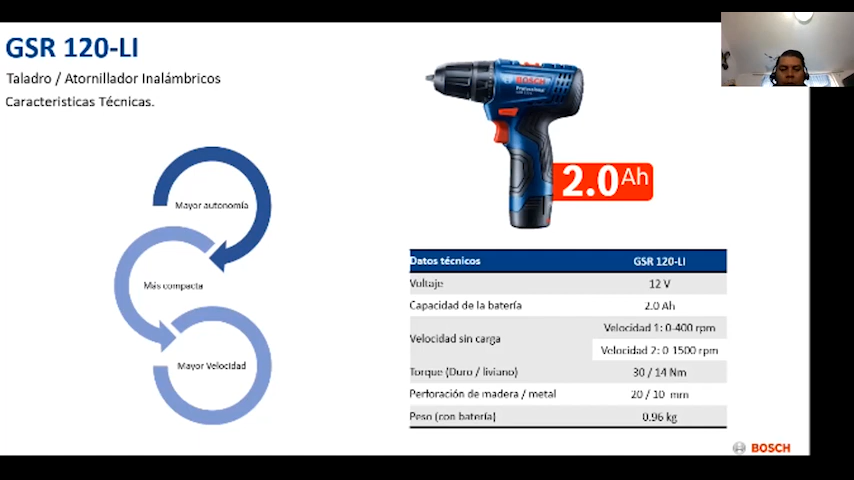 GSR 120-LI
Taladro / Atornillador Inalámbricos
Caracteristicas Técnicas.
Mayor autonomía
Más compacta
Mayor Velocidad
BOSCH
Professional
2.0Ah
Datos técnicos GSR 120-LI
Voltaje 12 V
Capacidad de la batería 2.0 Ah
Velocidad sin carga Velocidad 1: 0-400 rpm
Velocidad 2: 0-1500 rpm
Torque (Duro / liviano) 30 / 14 Nm
Perforación de madera / metal 20 / 10 mm
Peso (con batería) 0.96 kg
BOSCH